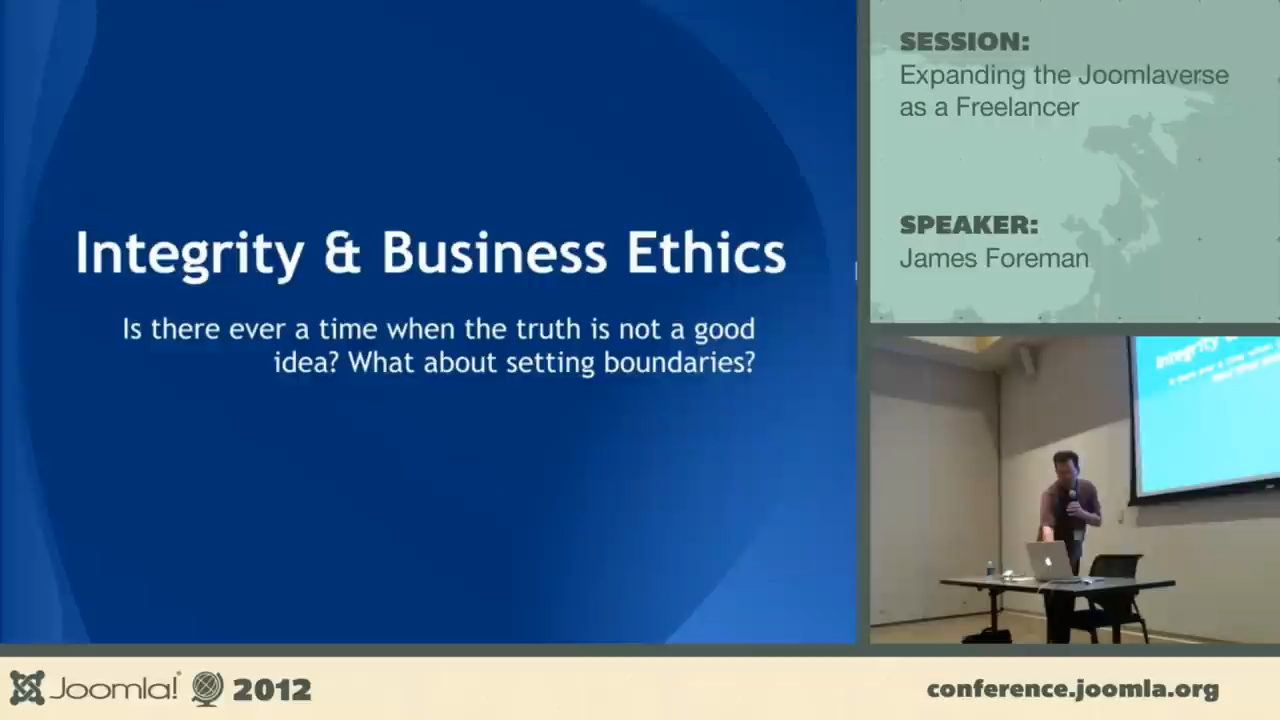 Integrity & Business Ethics
Is there ever a time when the truth is not a good
idea? What about setting boundaries?
SESSION:
Expanding the Joomlaverse
as a Freelancer
SPEAKER:
James Foreman
Integrity
Joomla! 2012
conference.joomla.org